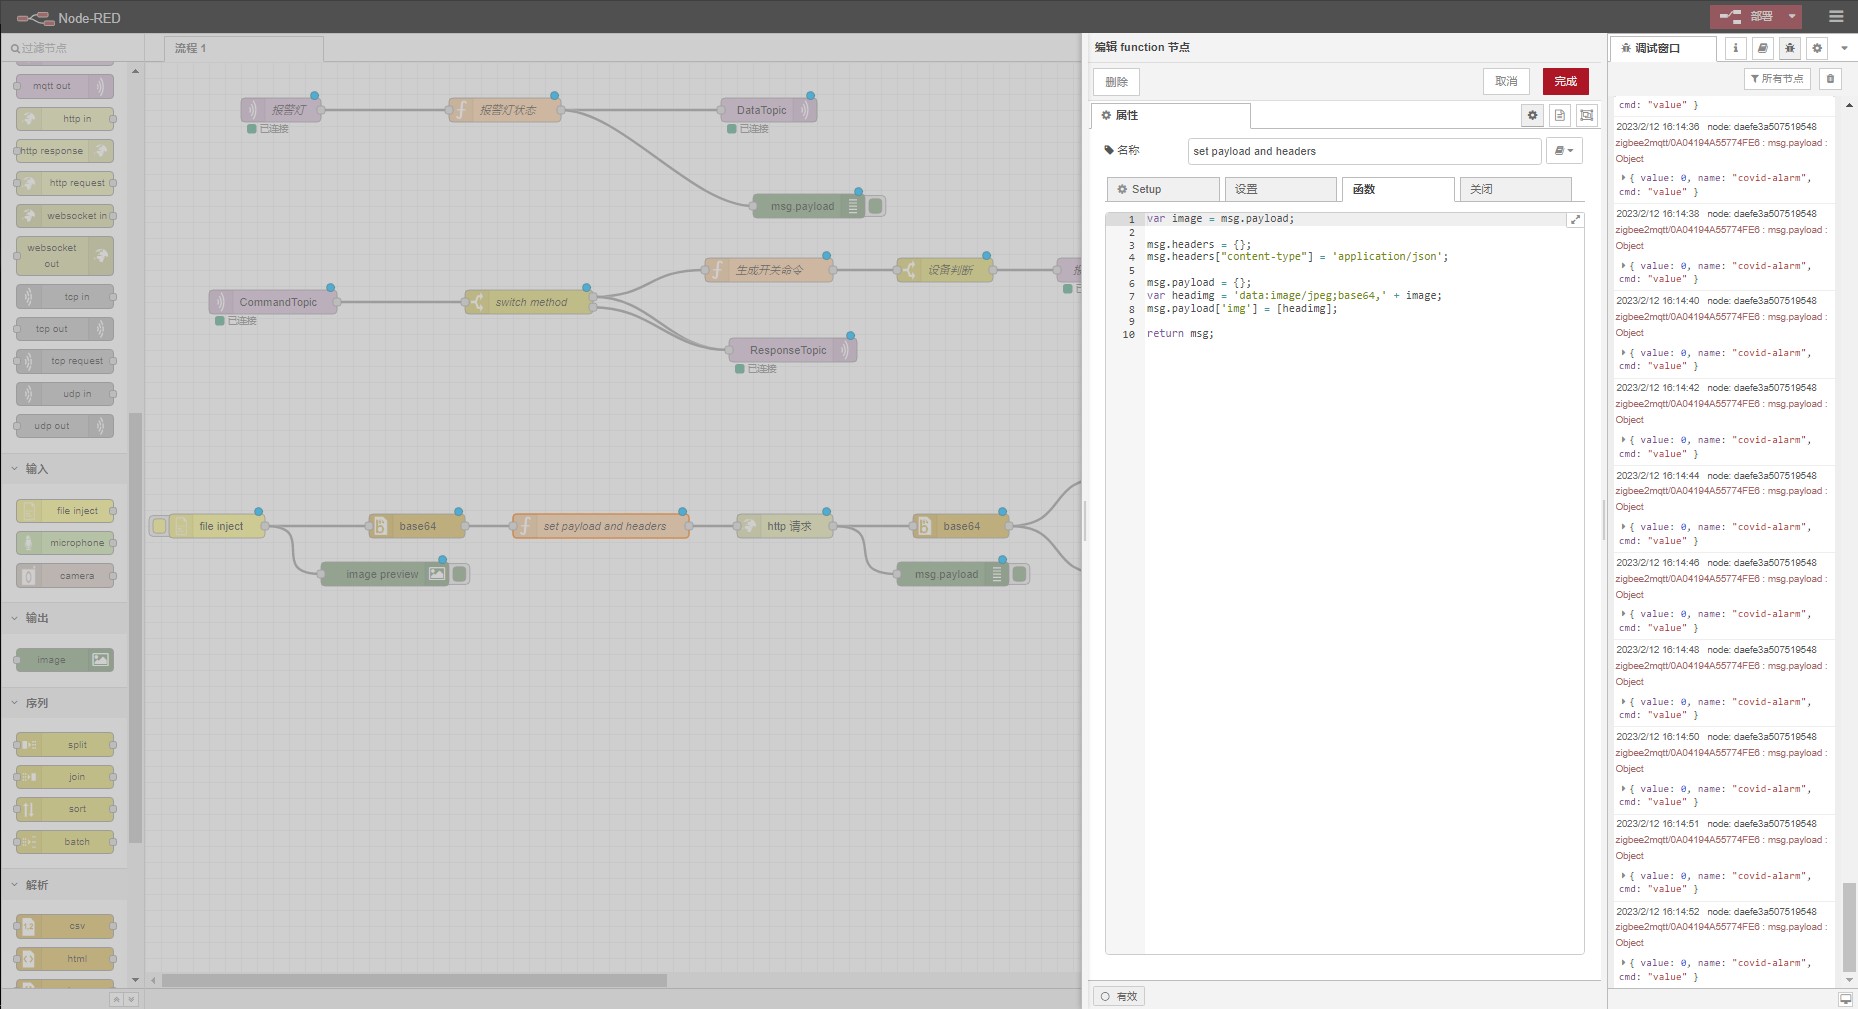 Node-RED
部署
过滤节点
mqtt out
http in
http response
http request
websocket in
websocket
out
tcp in
tcp out
tcp request
udp in
udp out
输入
file inject
microphone
camera
输出
image
序列
split
join
sort
batch
解析
csv
html
流程 1
报警灯
已连接
报警灯状态
DataTopic
已连接
msg.payload
生成开关命令
设备判断
CommandTopic
已连接
switch method
ResponseTopic
已连接
file inject
base64
set payload and headers
http 请求
base64
image preview
msg.payload
编辑 function 节点
删除
取消
完成
属性
名称
set payload and headers
Setup
设置
函数
关闭
1 var image = msg.payload;
2
3 msg.headers = {};
4 msg.headers["content-type"] = 'application/json';
5
6 msg.payload = {};
7 var headimg = 'data:image/jpeg;base64,' + image;
8 msg.payload['img'] = [headimg];
9
10 return msg;
有效
调试窗口
所有节点
cmd: "value" }
2023/2/12 16:14:36 node: daefe3a507519548
zigbee2mqtt/0A04194A55774FE6 : msg.payload :
Object
{ value: 0, name: "covid-alarm",
cmd: "value" }
2023/2/12 16:14:38 node: daefe3a507519548
zigbee2mqtt/0A04194A55774FE6 : msg.payload :
Object
{ value: 0, name: "covid-alarm",
cmd: "value" }
2023/2/12 16:14:40 node: daefe3a507519548
zigbee2mqtt/0A04194A55774FE6 : msg.payload :
Object
{ value: 0, name: "covid-alarm",
cmd: "value" }
2023/2/12 16:14:42 node: daefe3a507519548
zigbee2mqtt/0A04194A55774FE6 : msg.payload :
Object
{ value: 0, name: "covid-alarm",
cmd: "value" }
2023/2/12 16:14:44 node: daefe3a507519548
zigbee2mqtt/0A04194A55774FE6 : msg.payload :
Object
{ value: 0, name: "covid-alarm",
cmd: "value" }
2023/2/12 16:14:46 node: daefe3a507519548
zigbee2mqtt/0A04194A55774FE6 : msg.payload :
Object
{ value: 0, name: "covid-alarm",
cmd: "value" }
2023/2/12 16:14:48 node: daefe3a507519548
zigbee2mqtt/0A04194A55774FE6 : msg.payload :
Object
{ value: 0, name: "covid-alarm",
cmd: "value" }
2023/2/12 16:14:50 node: daefe3a507519548
zigbee2mqtt/0A04194A55774FE6 : msg.payload :
Object
{ value: 0, name: "covid-alarm",
cmd: "value" }
2023/2/12 16:14:51 node: daefe3a507519548
zigbee2mqtt/0A04194A55774FE6 : msg.payload :
Object
{ value: 0, name: "covid-alarm",
cmd: "value" }
2023/2/12 16:14:52 node: daefe3a507519548
zigbee2mqtt/0A04194A55774FE6 : msg.payload :
Object
{ value: 0, name: "covid-alarm",
cmd: "value" }